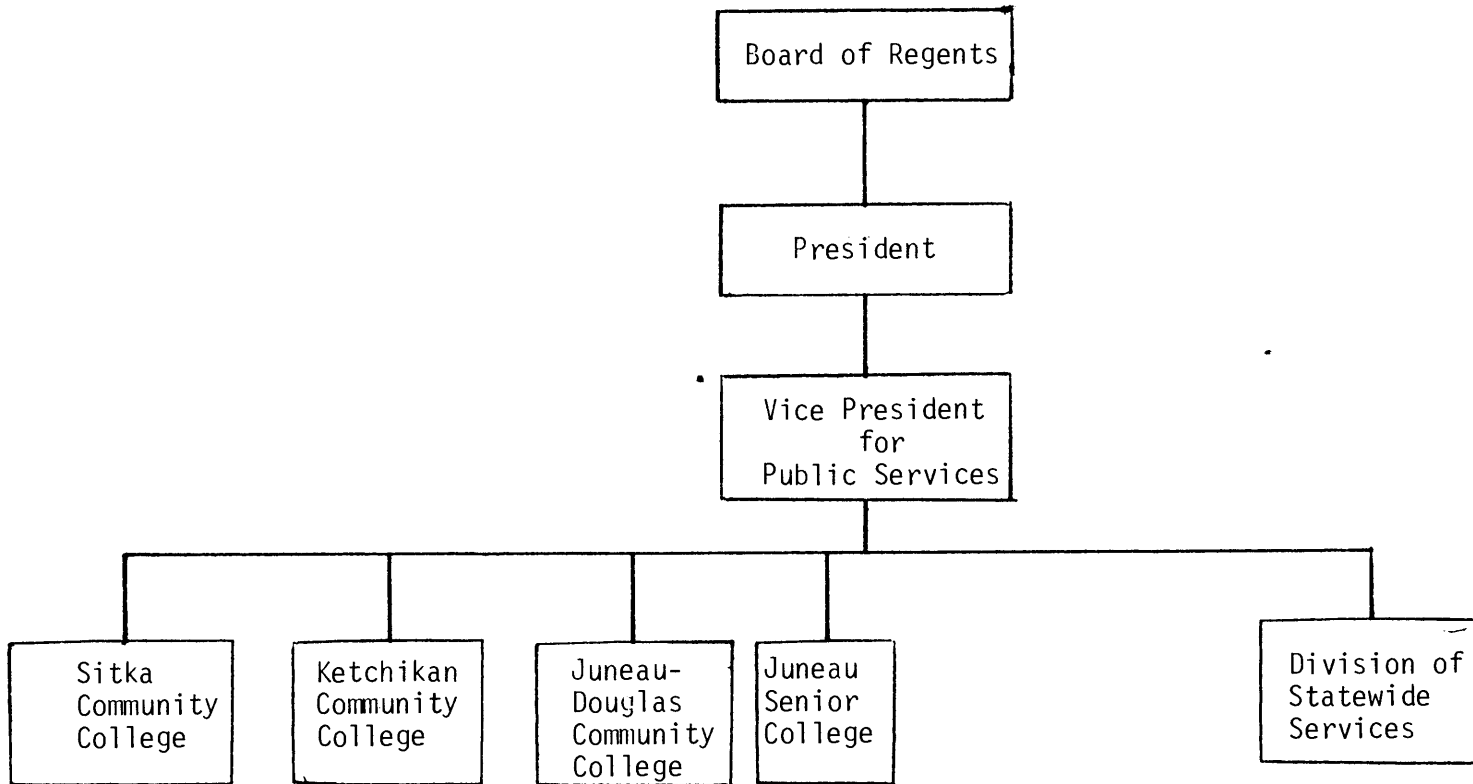 Board of Regents
President
Vice President
for
Public Services
Sitka
Community
College
Ketchikan
Community
College
Juneau-
Douglas
Community
College
Juneau
Senior
College
Division of
Statewide
Services